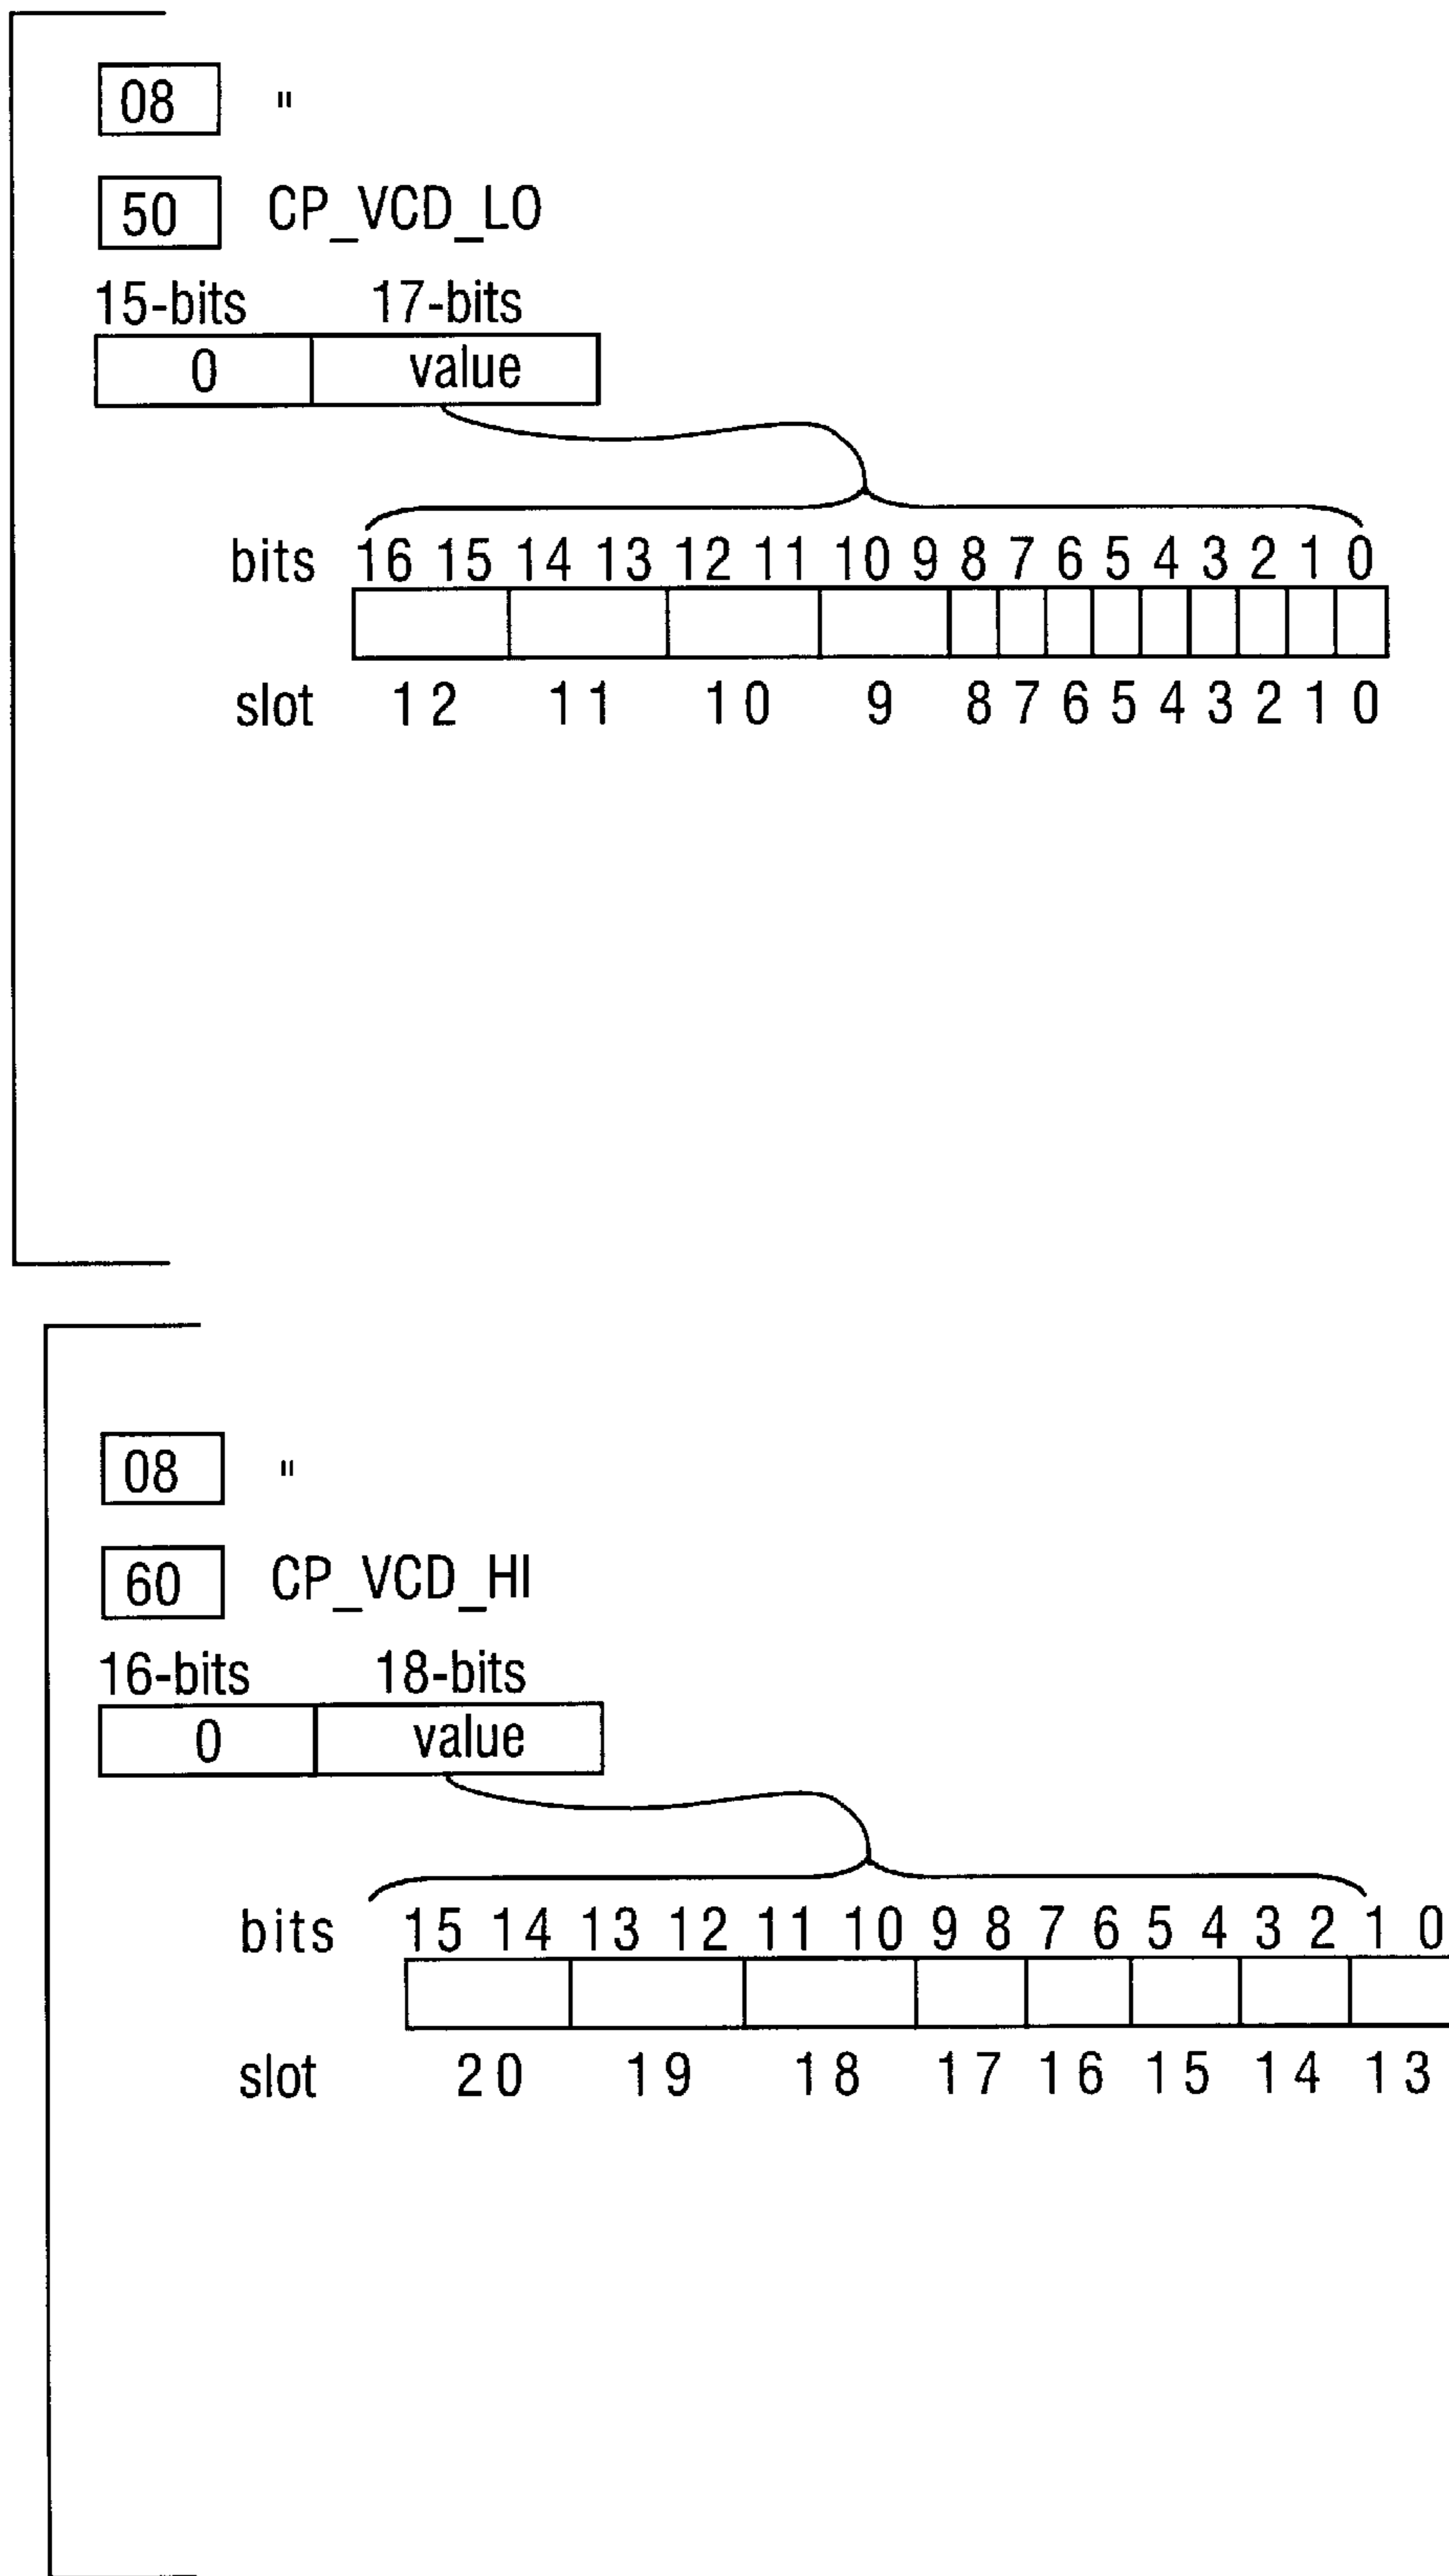 08 "
50 CP_VCD_LO
15-bits 17-bits
0 value
bits 16 15 14 13 12 11 10 9 8 7 6 5 4 3 2 1 0
slot 12 11 10 9 8 7 6 5 4 3 2 1 0
08 "
60 CP_VCD_HI
16-bits 18-bits
0 value
bits 15 14 13 12 11 10 9 8 7 6 5 4 3 2 1 0
slot 20 19 18 17 16 15 14 13